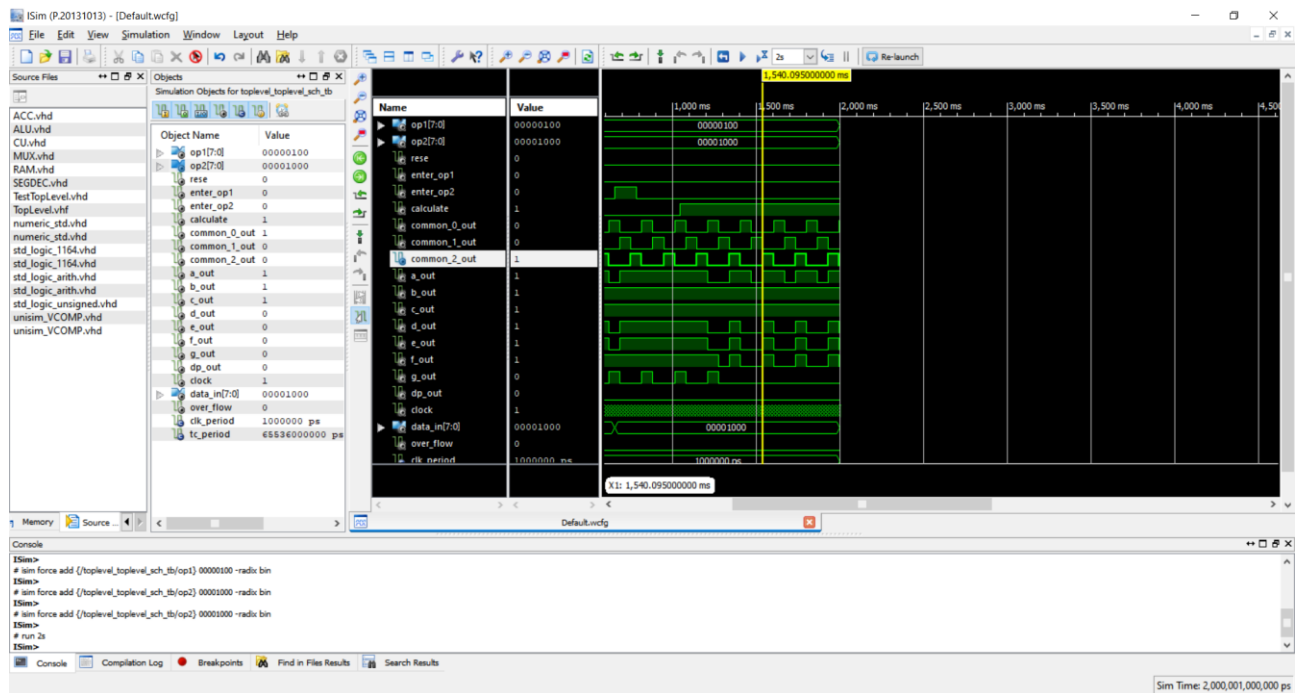 ISim (P.20131013) - [Default.wcfg]
File Edit View Simulation Window Layout Help
2s Re-launch
Source Files
ACC.vhd
ALU.vhd
CU.vhd
MUX.vhd
RAM.vhd
SEGDEC.vhd
TestTopLevel.vhd
TopLevel.vhf
numeric_std.vhd
numeric_std.vhd
std_logic_1164.vhd
std_logic_1164.vhd
std_logic_arith.vhd
std_logic_arith.vhd
std_logic_unsigned.vhd
unisim_VCOMP.vhd
unisim_VCOMP.vhd
Memory Source ...
Objects
Simulation Objects for toplevel_toplevel_sch_tb
Object Name Value
op1[7:0] 00000100
op2[7:0] 00001000
rese 0
enter_op1 0
enter_op2 0
calculate 1
common_0_out 1
common_1_out 0
common_2_out 0
a_out 1
b_out 1
c_out 1
d_out 0
e_out 0
f_out 0
g_out 0
dp_out 0
clock 1
data_in[7:0] 00001000
over_flow 0
clk_period 1000000 ps
tc_period 65536000000 ps
1,540.095000000 ms
Name Value
1,000 ms 1,500 ms 2,000 ms 2,500 ms 3,000 ms 3,500 ms 4,000 ms 4,500
op1[7:0] 00000100 00000100
op2[7:0] 00001000 00001000
rese 0
enter_op1 0
enter_op2 0
calculate 1
common_0_out 0
common_1_out 0
common_2_out 1
a_out 1
b_out 1
c_out 1
d_out 1
e_out 1
f_out 1
g_out 0
dp_out 0
clock 1
data_in[7:0] 00001000 00001000
over_flow 0
clk_period 1000000 ps 1000000 ps
X1: 1,540.095000000 ms
Default.wcfg
Console
ISim>
# isim force add {/toplevel_toplevel_sch_tb/op1} 00000100 -radix bin
ISim>
# isim force add {/toplevel_toplevel_sch_tb/op2} 00001000 -radix bin
ISim>
# isim force add {/toplevel_toplevel_sch_tb/op2} 00001000 -radix bin
ISim>
# run 2s
ISim>
Console Compilation Log Breakpoints Find in Files Results Search Results
Sim Time: 2,000,001,000,000 ps